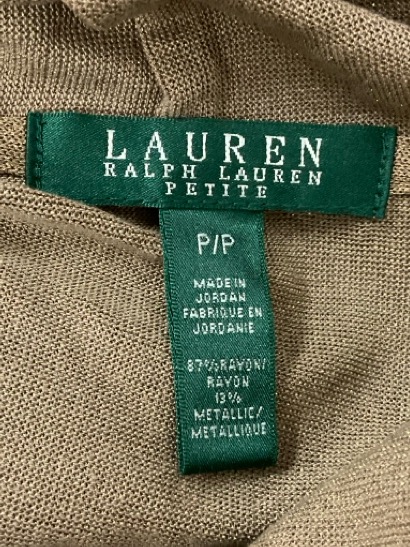 LAUREN
RALPH LAUREN
PETITE
P/P
MADE IN
JORDAN
FABRIQUE EN
JORDANIE
87% RAYON/
RAYON
13%
METALLIC/
METALLIQUE